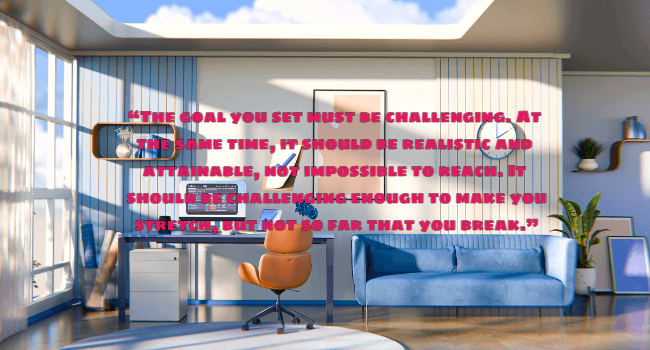 “The goal you set must be challenging. At
the same time, it should be realistic and
attainable, not impossible to reach. It
should be challenging enough to make you
stretch, but not so far that you break.”